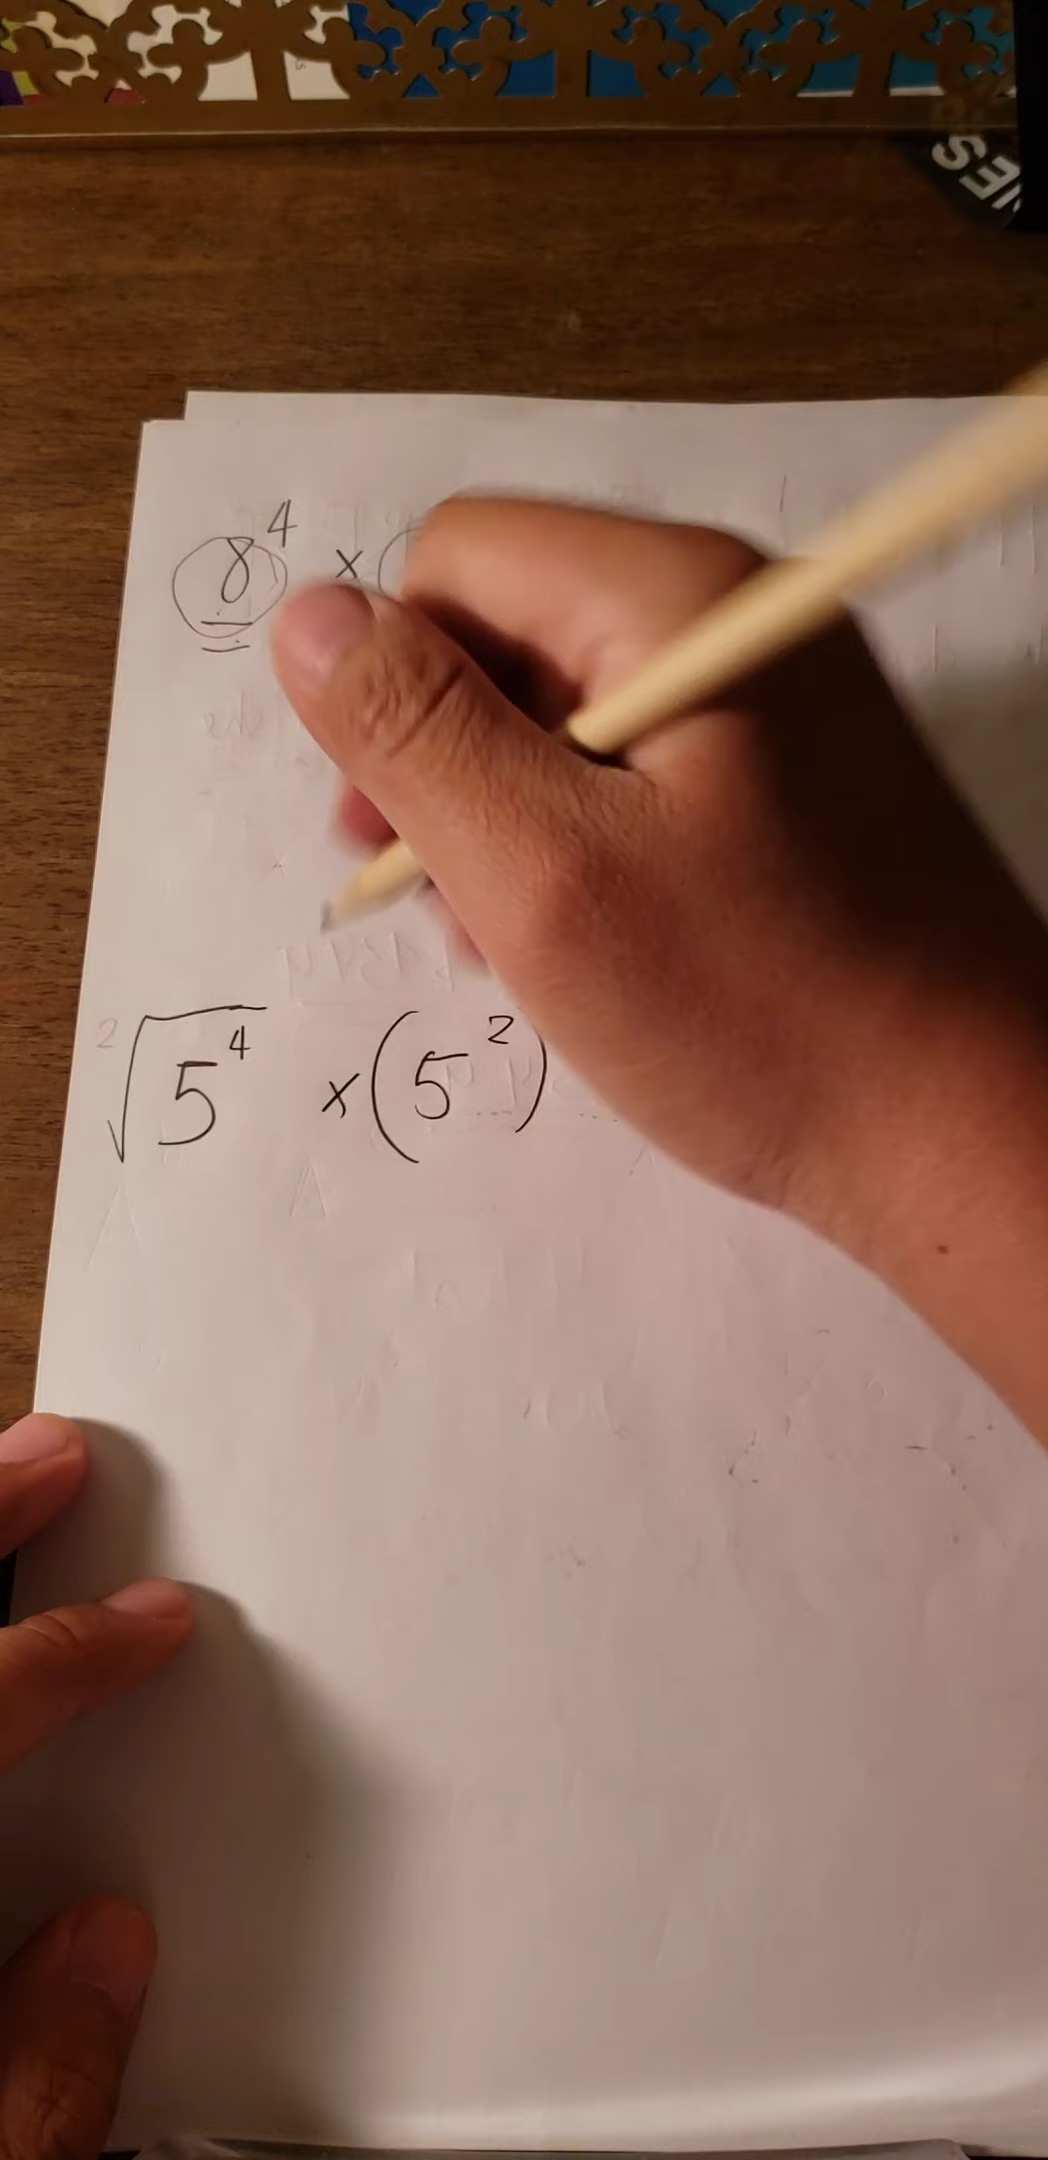 8⁴ × (
²√5⁴ × (5²)